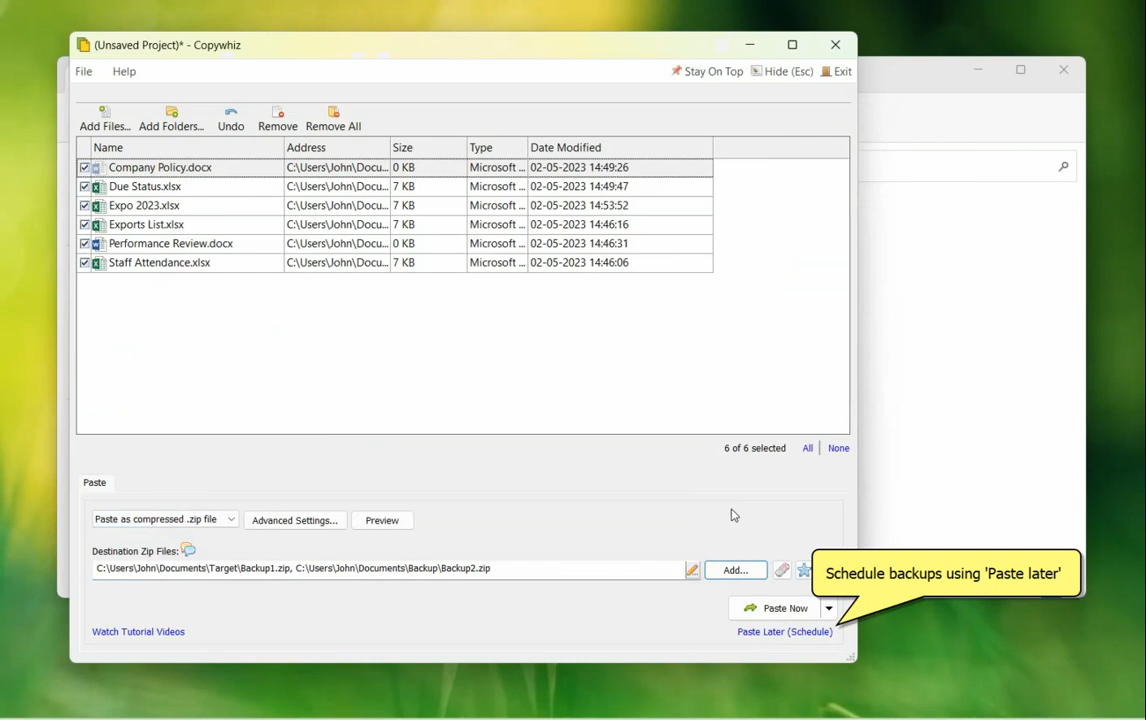 (Unsaved Project)* - Copywhiz
File Help Stay On Top Hide (Esc) Exit
Add Files... Add Folders... Undo Remove Remove All
Name Address Size Type Date Modified
Company Policy.docx C:\Users\John\Docu... 0 KB Microsoft ... 02-05-2023 14:49:26
Due Status.xlsx C:\Users\John\Docu... 7 KB Microsoft ... 02-05-2023 14:49:47
Expo 2023.xlsx C:\Users\John\Docu... 7 KB Microsoft ... 02-05-2023 14:53:52
Exports List.xlsx C:\Users\John\Docu... 7 KB Microsoft ... 02-05-2023 14:46:16
Performance Review.docx C:\Users\John\Docu... 0 KB Microsoft ... 02-05-2023 14:46:31
Staff Attendance.xlsx C:\Users\John\Docu... 7 KB Microsoft ... 02-05-2023 14:46:06
6 of 6 selected All None
Paste
Paste as compressed .zip file Advanced Settings... Preview
Destination Zip Files:
C:\Users\John\Documents\Target\Backup1.zip, C:\Users\John\Documents\Backup\Backup2.zip Add...
Schedule backups using 'Paste later'
Paste Now
Watch Tutorial Videos Paste Later (Schedule)